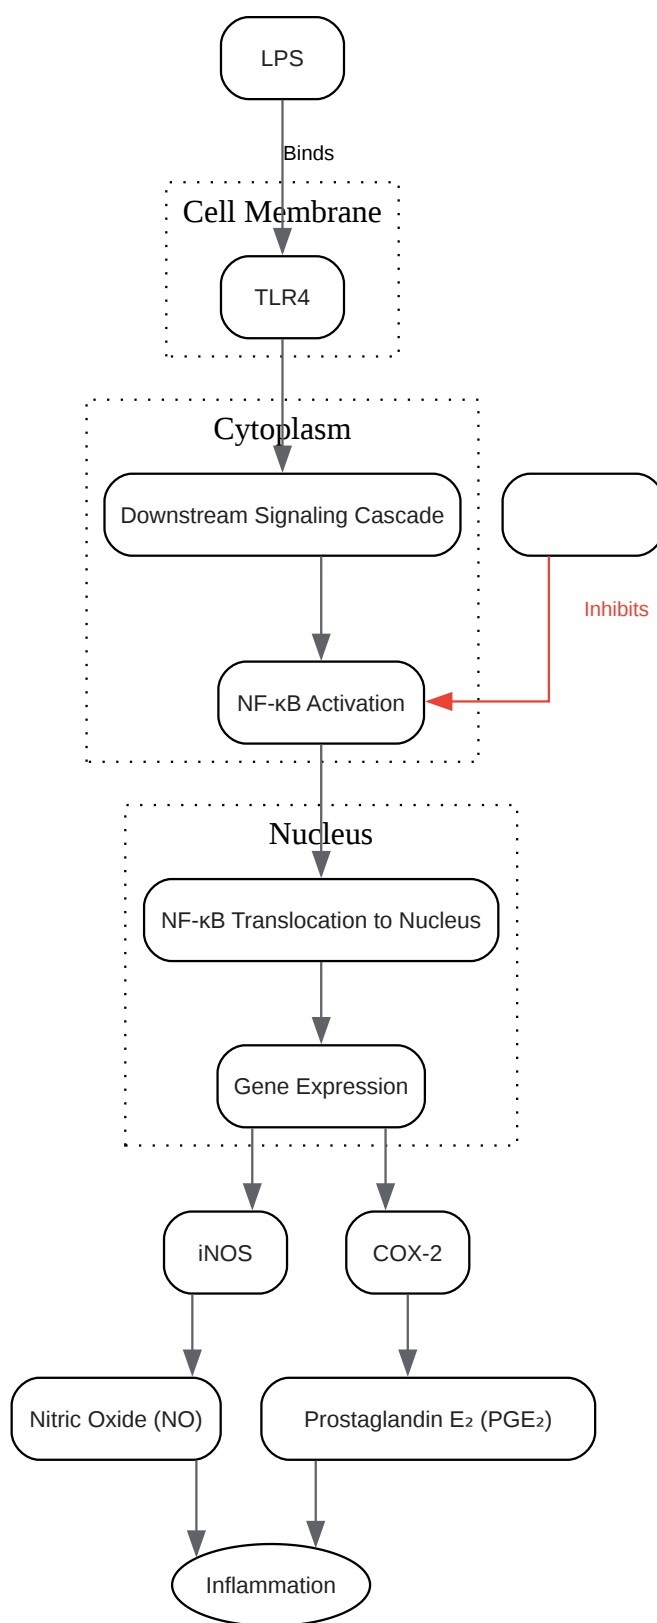 LPS
Binds
Cell Membrane
TLR4
Cytoplasm
Downstream Signaling Cascade
Inhibits
NF-κB Activation
Nucleus
NF-κB Translocation to Nucleus
Gene Expression
iNOS
COX-2
Nitric Oxide (NO)
Prostaglandin E₂ (PGE₂)
Inflammation